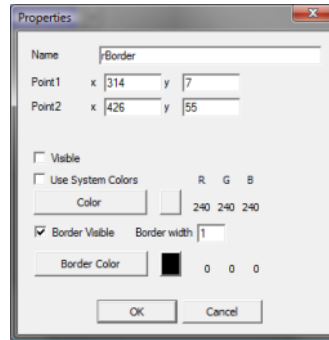 Properties
Name rBorder
Point1 x 314 y 7
Point2 x 426 y 55
Visible
Use System Colors R G B
Color 240 240 240
Border Visible Border width 1
Border Color 0 0 0
OK Cancel